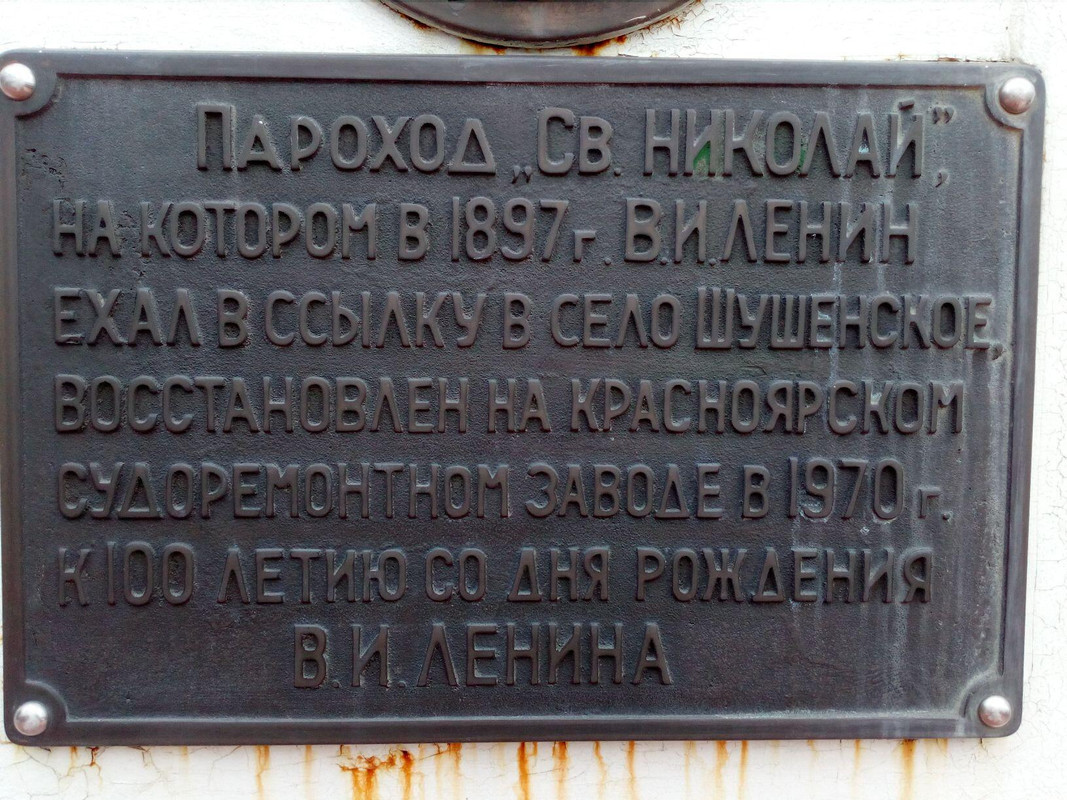 Пароход „Св. Николай",
на котором в 1897г. В.И.Ленин
ехал в ссылку в село Шушенское,
восстановлен на Красноярском
судоремонтном заводе в 1970 г.
к 100 летию со дня рождения
В.И. Ленина